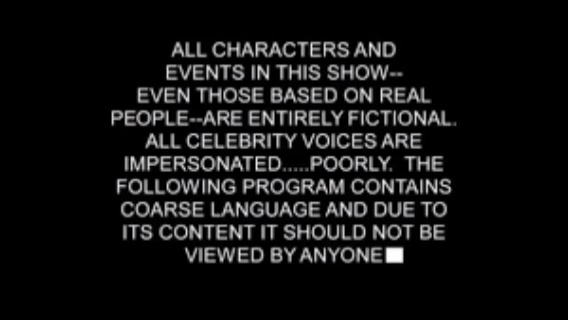 ALL CHARACTERS AND
EVENTS IN THIS SHOW--
EVEN THOSE BASED ON REAL
PEOPLE--ARE ENTIRELY FICTIONAL.
ALL CELEBRITY VOICES ARE
IMPERSONATED.....POORLY. THE
FOLLOWING PROGRAM CONTAINS
COARSE LANGUAGE AND DUE TO
ITS CONTENT IT SHOULD NOT BE
VIEWED BY ANYONE■